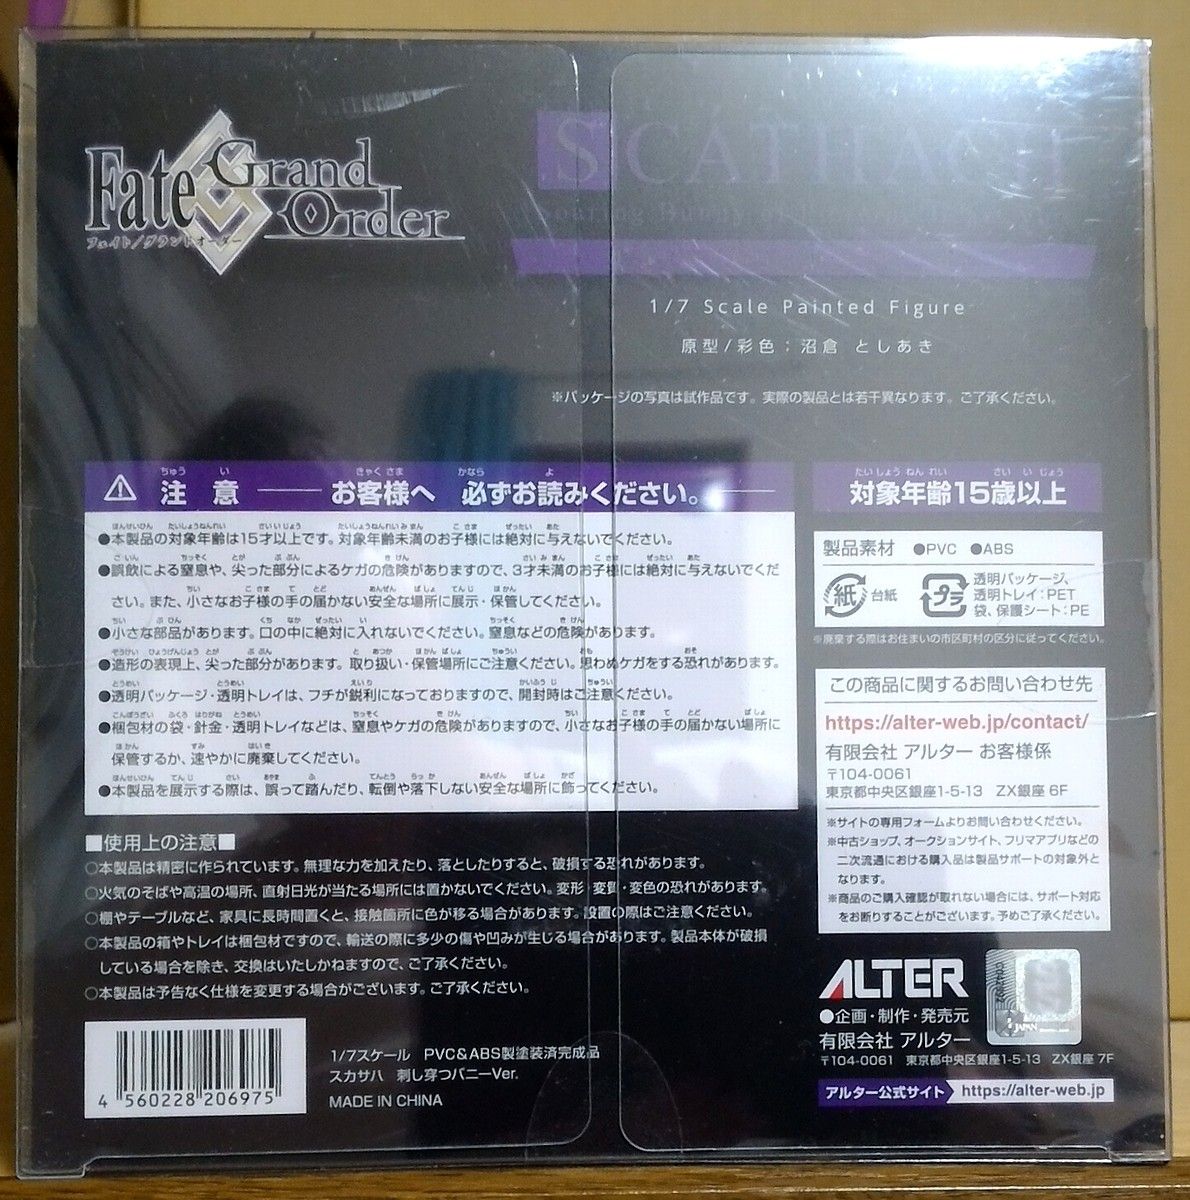 Fate
Grand
Order
フェイト/グランドオーダー
SCATHACH
1/7 Scale Painted Figure
原型/彩色:沼倉 としあき
※パッケージの写真は試作品です。実際の製品とは若干異なります。ご了承ください。
⚠ 注意 — お客様へ 必ずお読みください。—
●本製品の対象年齢は15才以上です。対象年齢未満のお子様には絶対に与えないでください。
●誤飲による窒息や、尖った部分によるケガの危険がありますので、3才未満のお子様には絶対に与えないでくだ
さい。また、小さなお子様の手の届かない安全な場所に展示・保管してください。
●小さな部品があります。口の中に絶対に入れないでください。窒息などの危険があります。
●造形の表現上、尖った部分があります。取り扱い・保管場所にご注意ください。思わぬケガをする恐れがあります。
●透明パッケージ・透明トレイは、フチが鋭利になっておりますので、開封時はご注意ください。
●梱包材の袋・針金・透明トレイなどは、窒息やケガの危険がありますので、小さなお子様の手の届かない場所に
保管するか、速やかに廃棄してください。
●本製品を展示する際は、誤って踏んだり、転倒や落下しない安全な場所に飾ってください。
■使用上の注意■
○本製品は精密に作られています。無理な力を加えたり、落としたりすると、破損する恐れがあります。
○火気のそばや高温の場所、直射日光が当たる場所には置かないでください。変形・変質・変色の恐れがあります。
○棚やテーブルなど、家具に長時間置くと、接触箇所に色が移る場合があります。設置の際はご注意ください。
○本製品の箱やトレイは梱包材ですので、輸送の際に多少の傷や凹みが生じる場合があります。製品本体が破損
している場合を除き、交換はいたしかねますので、ご了承ください。
○本製品は予告なく仕様を変更する場合がございます。ご了承ください。
4 560228 206975
1/7スケール PVC&ABS製塗装済完成品
スカサハ 刺し穿つバニーVer.
MADE IN CHINA
対象年齢15歳以上
製品素材 ●PVC ●ABS
紙 台紙
プラ 透明パッケージ、
透明トレイ:PET
袋、保護シート:PE
※廃棄する際はお住まいの市区町村の区分に従ってください。
この商品に関するお問い合わせ先
https://alter-web.jp/contact/
有限会社 アルター お客様係
〒104-0061
東京都中央区銀座1-5-13 ZX銀座 6F
※サイトの専用フォームよりお問い合わせください。
※中古ショップ、オークションサイト、フリマアプリなどの
二次流通における購入品は製品サポートの対象外と
なります。
※商品のご購入確認が取れない場合には、サポート対応
をお断りすることがございます。予めご了承ください。
ALTER
●企画・制作・発売元
有限会社 アルター
〒104-0061 東京都中央区銀座1-5-13 ZX銀座 7F
アルター公式サイト https://alter-web.jp
JAPAN